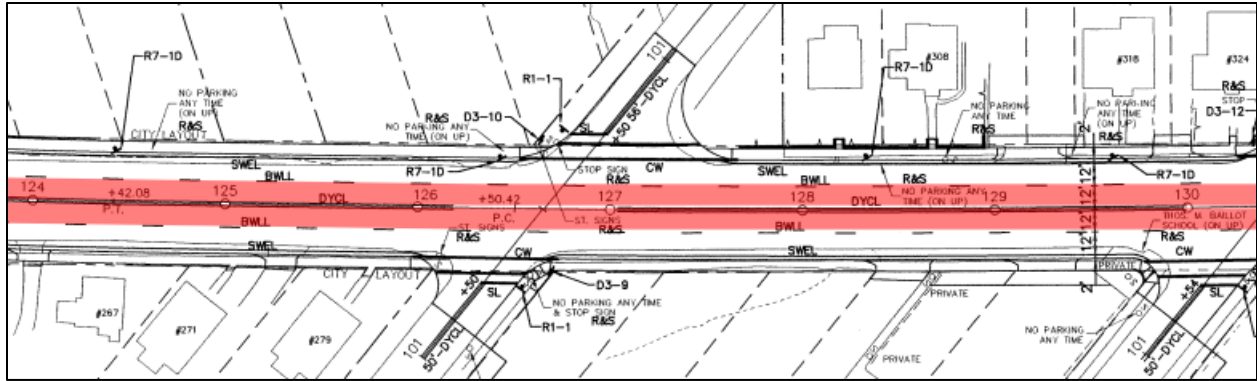 R7-1D
NO PARKING
ANY TIME
(ON UP)
R&S
CITY LAYOUT
R1-1
D3-10
R&S
NO PARKING ANY
TIME (ON UP)
R7-1D
SL
101
+50 56'-DYCL
STOP SIGN
R&S
CW
#308
R7-1D
NO PARKING
ANY TIME
(ON UP)
R&S
#318
NO PARKING
ANY TIME
(ON UP)
R&S
#324
R&S
STOP
D3-12
R7-1D
SWEL
BWLL
SWEL
BWLL
NO PARKING ANY
TIME (ON UP)
R&S
2'
12'
12'
12'
12'
2'
124
+42.08
P.T.
125
DYCL
126
+50.42
P.C.
127
128
DYCL
129
130
ST. SIGNS
R&S
THOS. M. BAILLOT
SCHOOL (ON UP)
R&S
BWLL
ST. SIGNS
R&S
BWLL
SWEL
CW
SWEL
CW
CITY LAYOUT
+50
SL
D3-9
NO PARKING ANY TIME
& STOP SIGN
R&S
R1-1
101
50'-DYCL
#267
#271
#279
PRIVATE
PRIVATE
PRIVATE
NO PARKING
ANY TIME
+54
SL
101
50'-DYCL